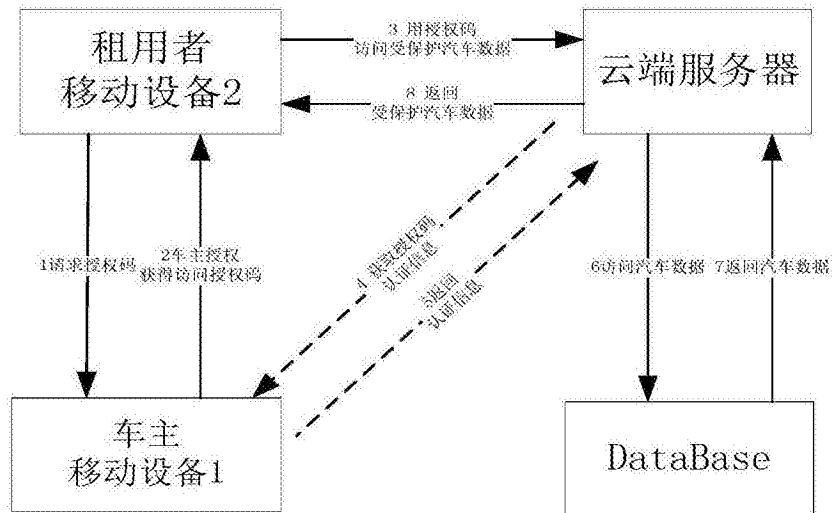 租用者
移动设备2
3 用授权码
访问受保护汽车数据
云端服务器
8 返回
受保护汽车数据
1请求授权码
2车主授权
获得访问授权码
4 获取授权码
认证信息
5返回
认证信息
6访问汽车数据
7返回汽车数据
车主
移动设备1
DataBase